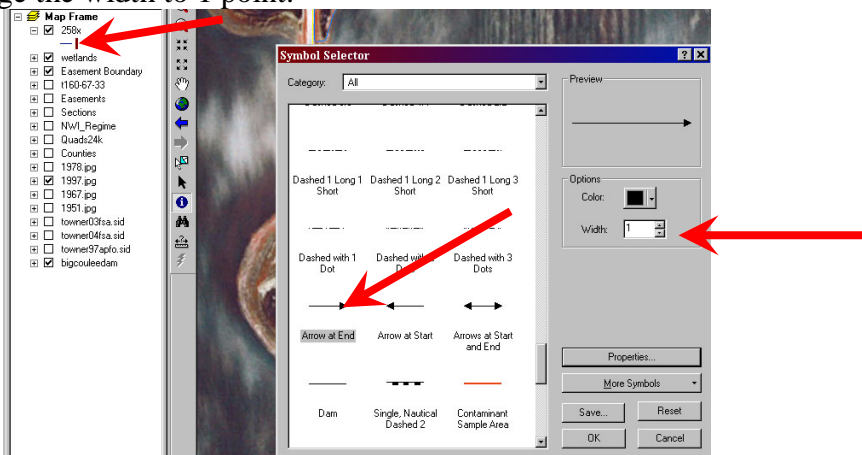 ge the width to 1 point.
Map Frame
258x
wetlands
Easement Boundary
t160-67-33
Easements
Sections
NWI_Regime
Quads24k
Counties
1978.jpg
1997.jpg
1967.jpg
1951.jpg
towner03fsa.sid
towner04fsa.sid
towner97apfo.sid
bigcouleedam
Symbol Selector
Category: All
Dashed 1 Long 1 Short
Dashed 1 Long 2 Short
Dashed 1 Long 3 Short
Dashed with 1 Dot
Dashed with
Dashed with 3 Dots
Arrow at End
Arrow at Start
Arrows at Start and End
Dam
Single, Nautical Dashed 2
Contaminant Sample Area
Preview
Options
Color:
Width: 1
Properties...
More Symbols
Save...
Reset
OK
Cancel